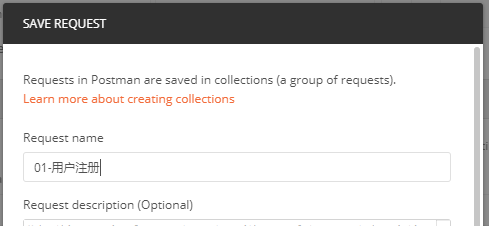 SAVE REQUEST
Requests in Postman are saved in collections (a group of requests).
Learn more about creating collections
Request name
01-用户注册
Request description (Optional)